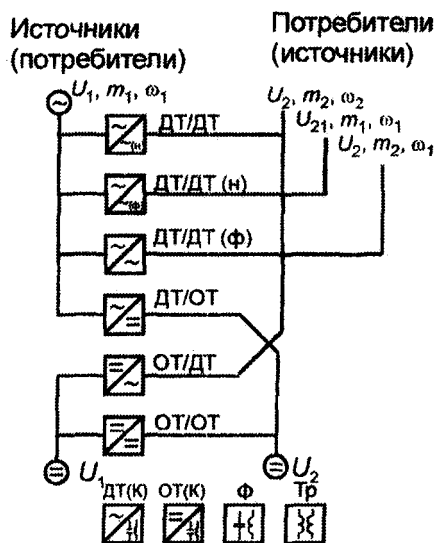 Источники
(потребители)
Потребители
(источники)
U₁, m₁, ω₁
U₂, m₂, ω₂
U₂₁, m₁, ω₁
U₂, m₂, ω₁
ДТ/ДТ
(н)
ДТ/ДТ (н)
(ф)
ДТ/ДТ (ф)
ДТ/ОТ
ОТ/ДТ
ОТ/ОТ
U₁
U₂
ДТ(К)
ОТ(К)
Ф
Тр